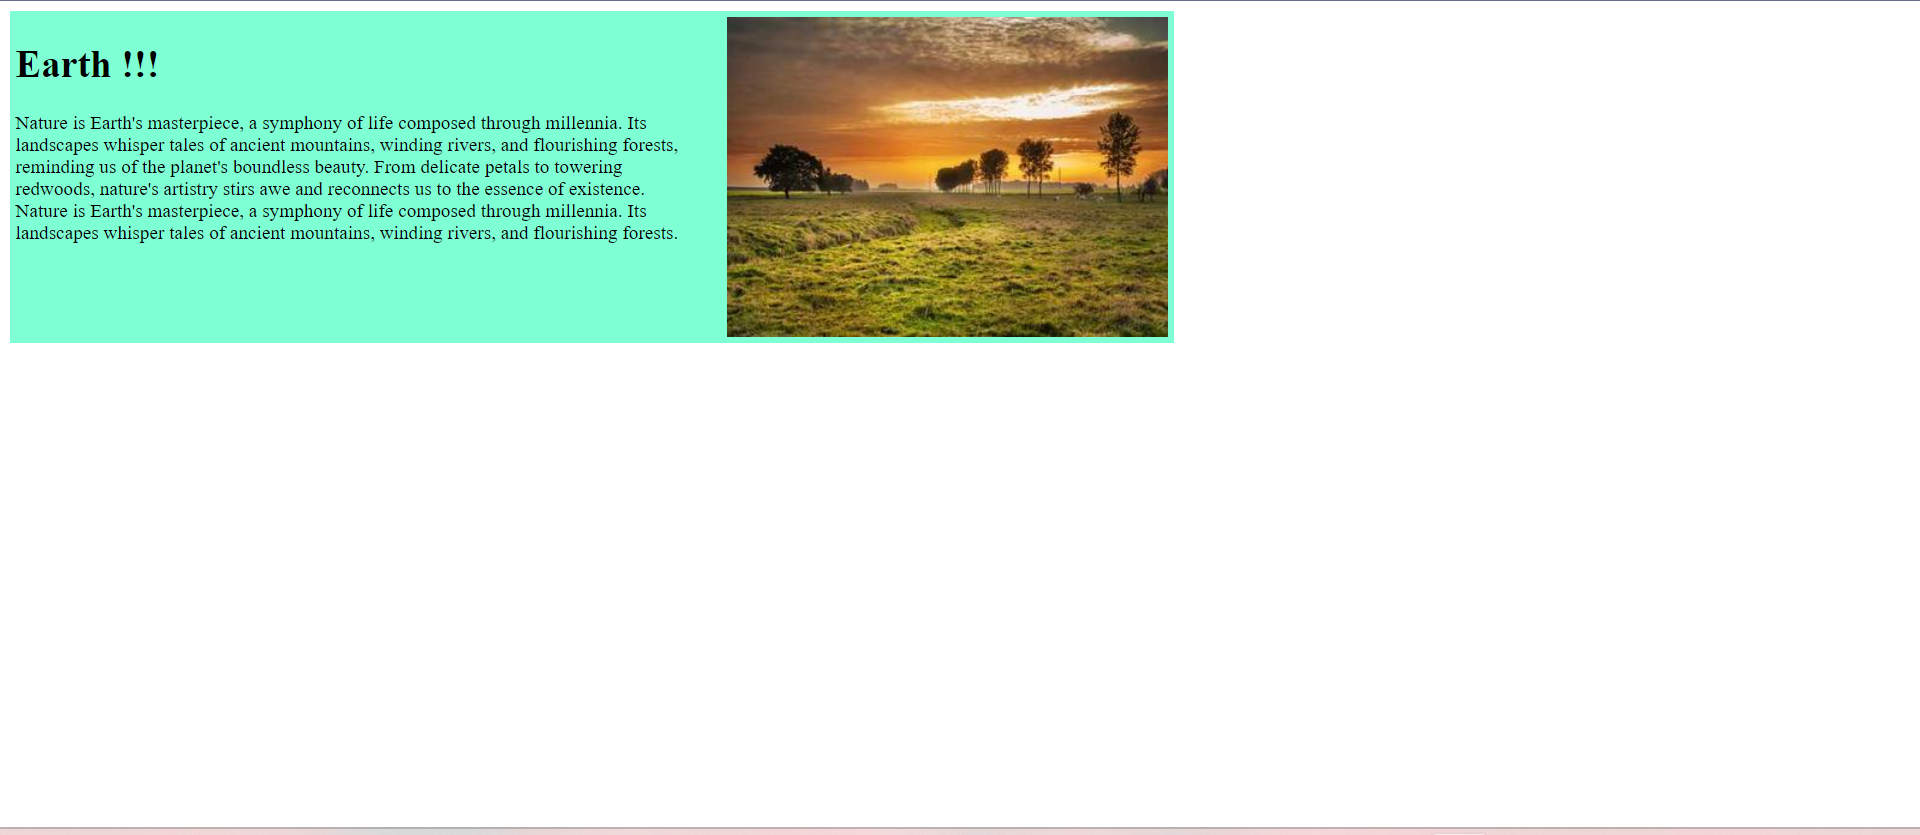 Earth !!!
Nature is Earth's masterpiece, a symphony of life composed through millennia. Its
landscapes whisper tales of ancient mountains, winding rivers, and flourishing forests,
reminding us of the planet's boundless beauty. From delicate petals to towering
redwoods, nature's artistry stirs awe and reconnects us to the essence of existence.
Nature is Earth's masterpiece, a symphony of life composed through millennia. Its
landscapes whisper tales of ancient mountains, winding rivers, and flourishing forests.